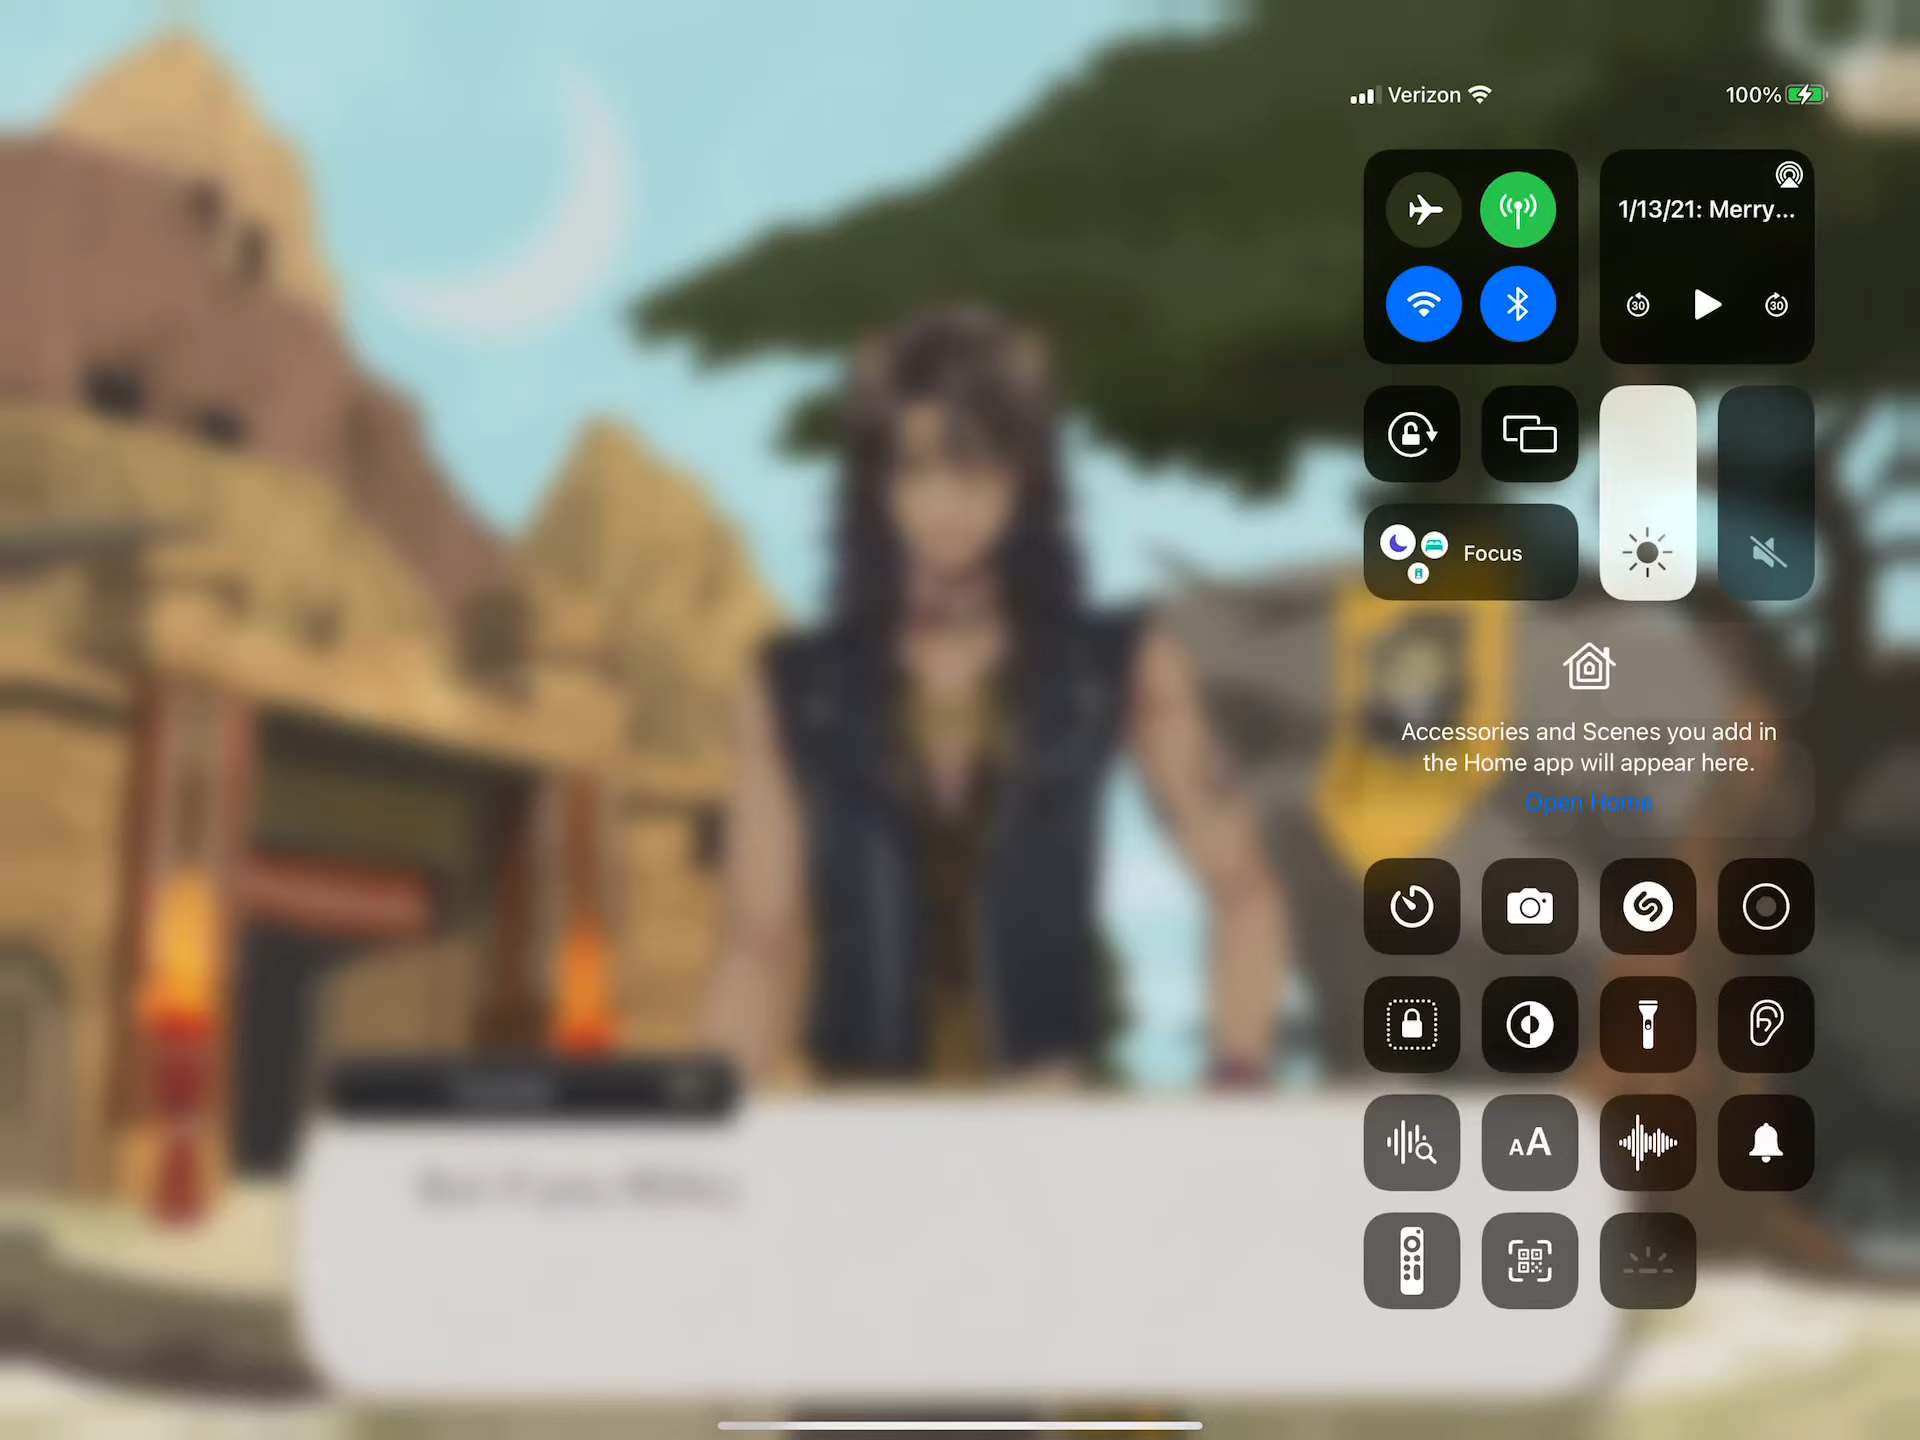 Verizon
100%
1/13/21: Merry...
30
30
Focus
Accessories and Scenes you add in
the Home app will appear here.
Open Home
AA